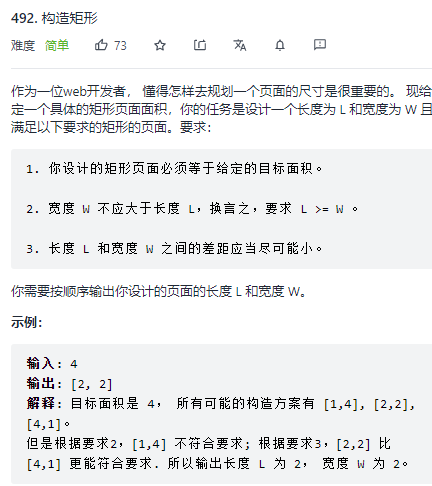 492. 构造矩形
难度 简单 73
作为一位web开发者， 懂得怎样去规划一个页面的尺寸是很重要的。 现给
定一个具体的矩形页面面积，你的任务是设计一个长度为 L 和宽度为 W 且
满足以下要求的矩形的页面。要求：
1. 你设计的矩形页面必须等于给定的目标面积。
2. 宽度 W 不应大于长度 L，换言之，要求 L >= W 。
3. 长度 L 和宽度 W 之间的差距应当尽可能小。
你需要按顺序输出你设计的页面的长度 L 和宽度 W。
示例：
输入: 4
输出: [2, 2]
解释: 目标面积是 4， 所有可能的构造方案有 [1,4], [2,2],
[4,1]。
但是根据要求2，[1,4] 不符合要求; 根据要求3，[2,2] 比
[4,1] 更能符合要求. 所以输出长度 L 为 2， 宽度 W 为 2。